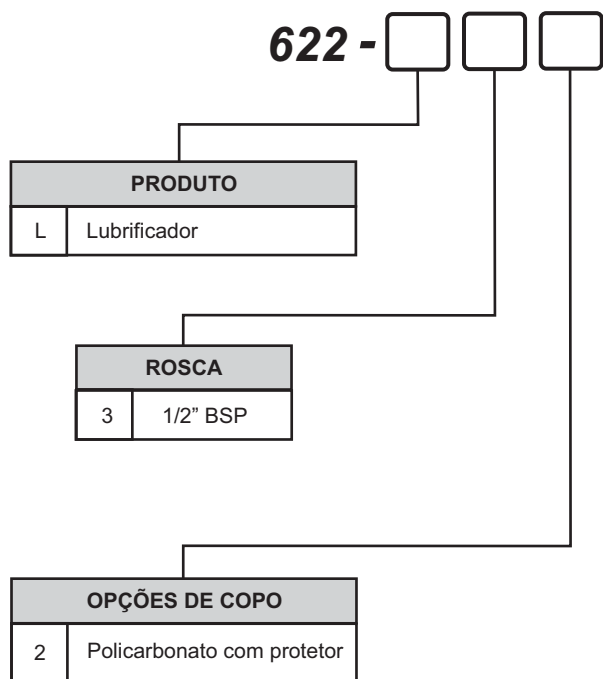 622 -
PRODUTO
L Lubrificador
ROSCA
3 1/2” BSP
OPÇÕES DE COPO
2 Policarbonato com protetor